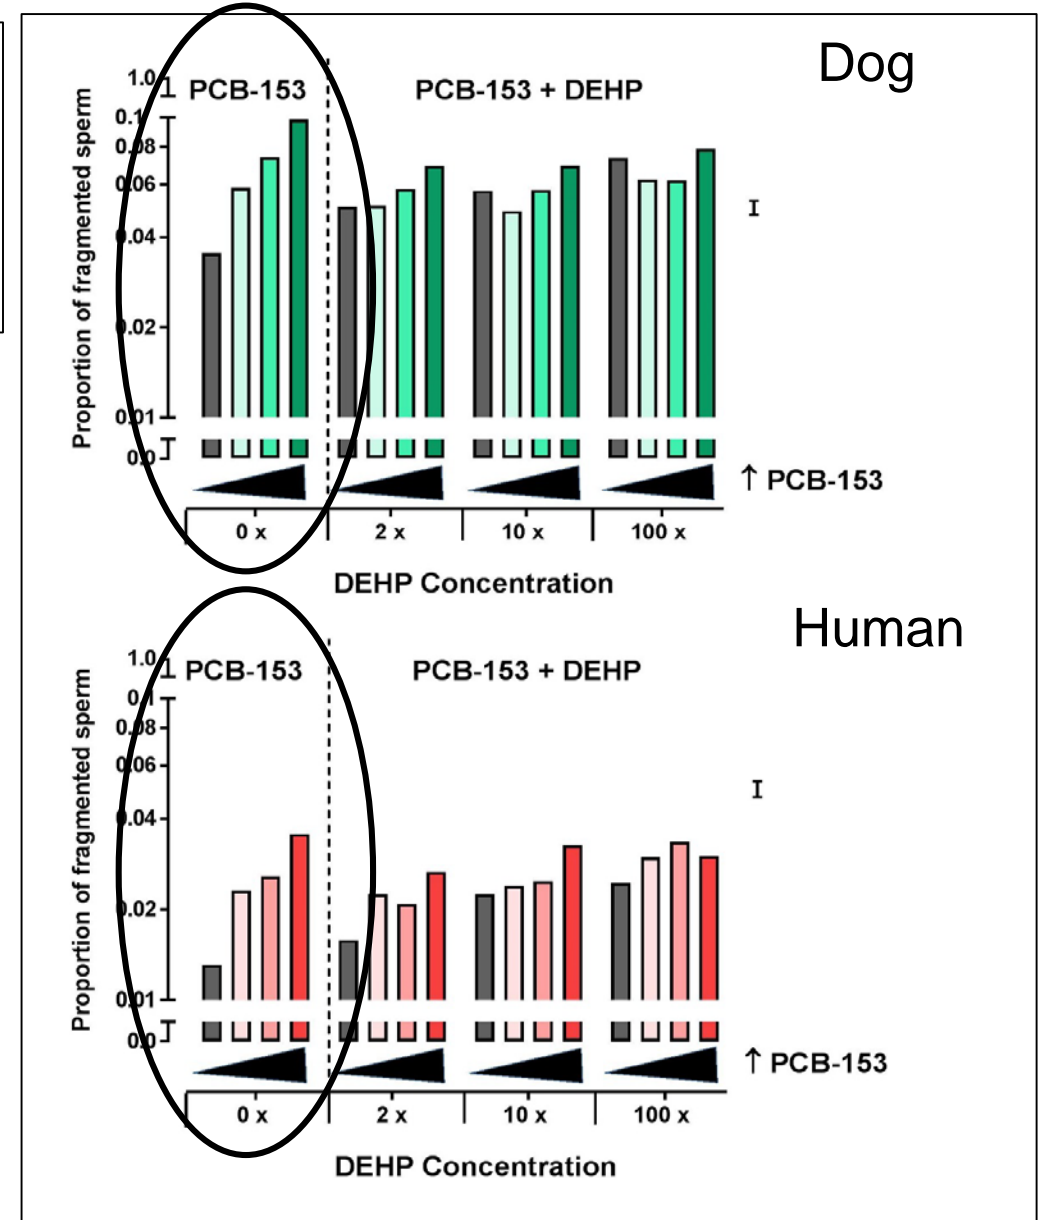 Dog
PCB-153
PCB-153 + DEHP
Proportion of fragmented sperm
1.0
0.1
0.08
0.06
0.04
0.02
0.01
0.0
I
↑ PCB-153
0 x
2 x
10 x
100 x
DEHP Concentration
Human
PCB-153
PCB-153 + DEHP
Proportion of fragmented sperm
1.0
0.1
0.08
0.06
0.04
0.02
0.01
0.0
I
↑ PCB-153
0 x
2 x
10 x
100 x
DEHP Concentration